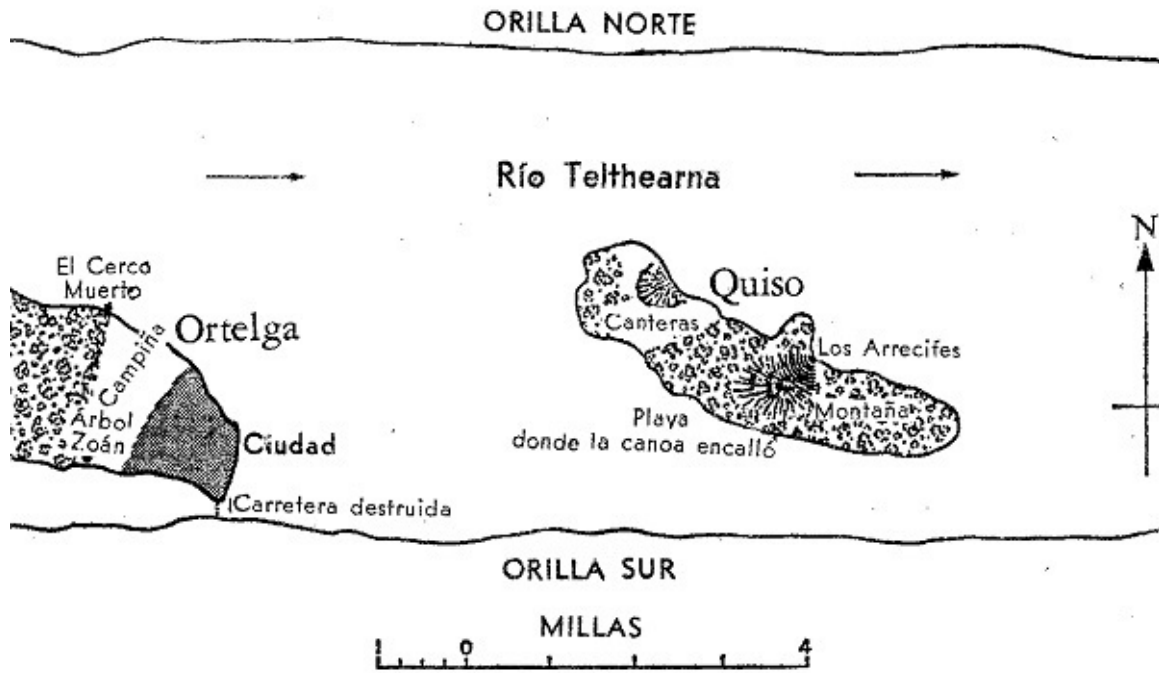 ORILLA NORTE
Río Telthearna
N
El Cerco
Muerto
Ortelga
Quiso
Campiña
Canteras
Los Arrecifes
Arbol
Zoán
Ciudad
Playa
donde la canoa encalló
Montaña
Carretera destruida
ORILLA SUR
MILLAS
1 0 4